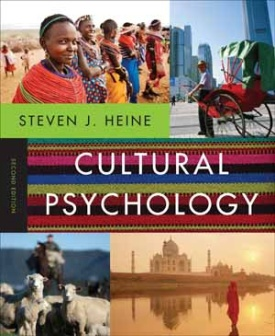 STEVEN J. HEINE
SECOND EDITION
CULTURAL
PSYCHOLOGY